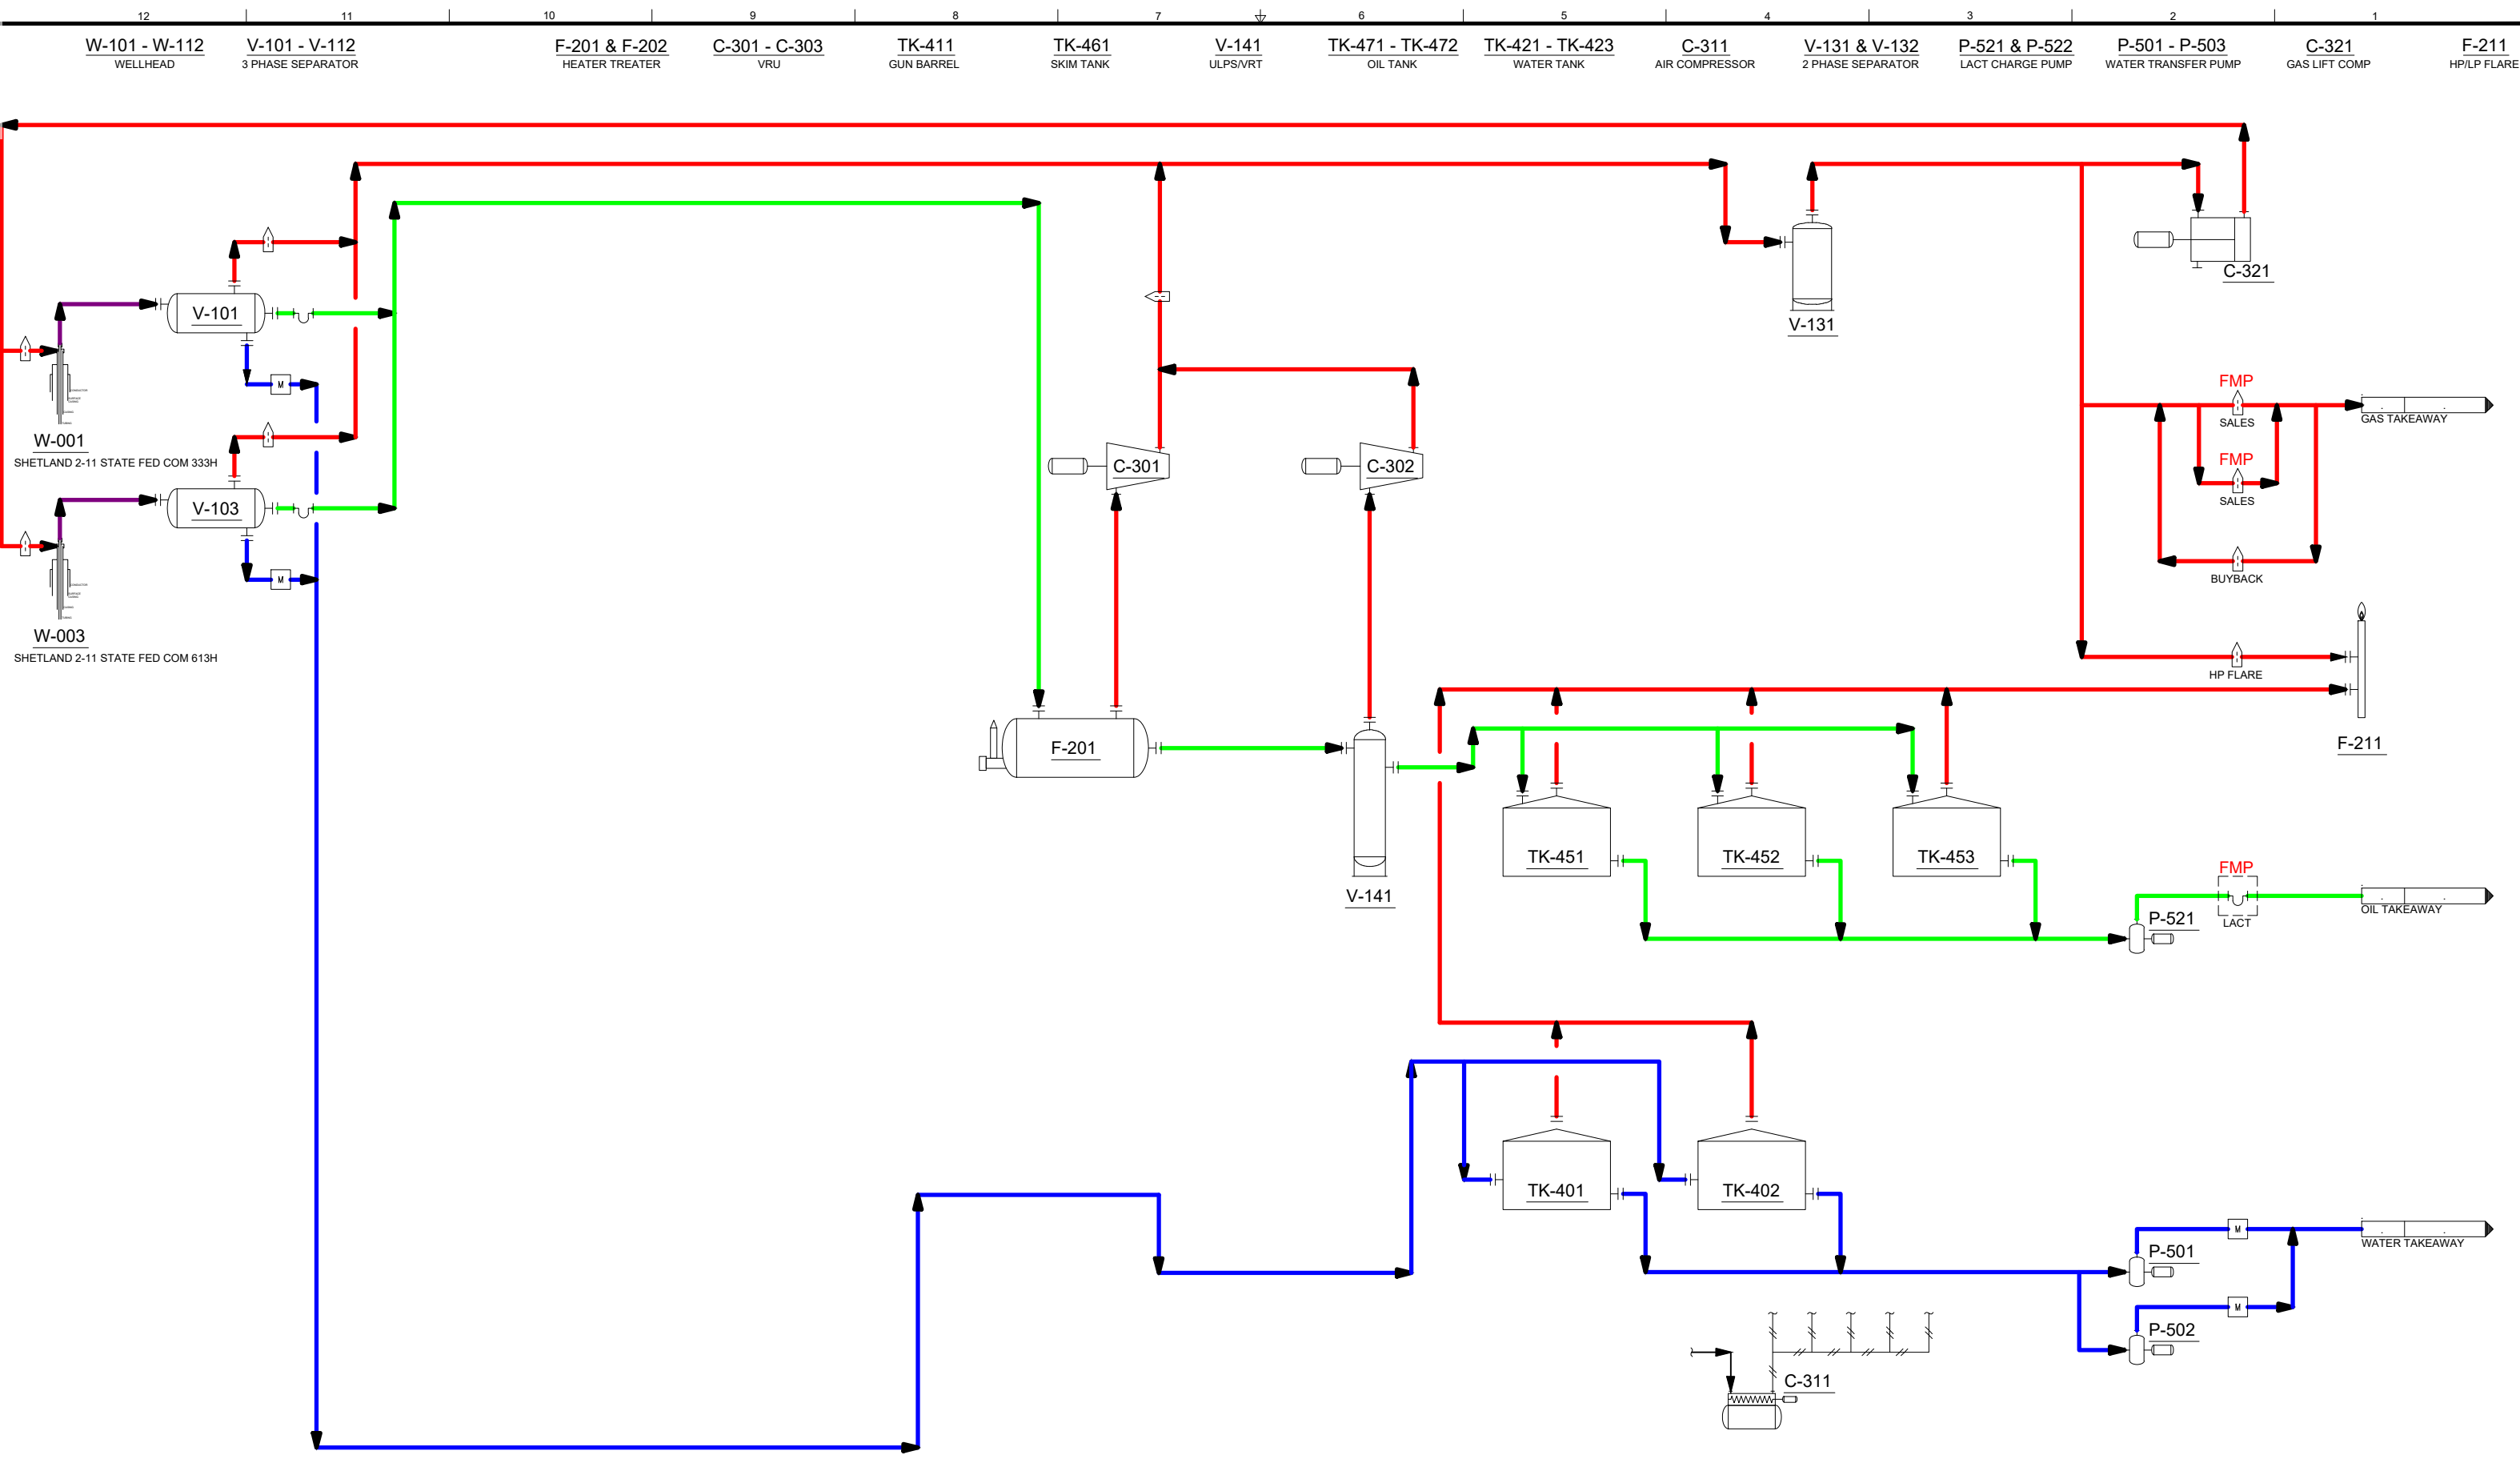 12 11 10 9 8 7 6 5 4 3 2 1
W-101 - W-112 V-101 - V-112 F-201 & F-202 C-301 - C-303 TK-411 TK-461 V-141 TK-471 - TK-472 TK-421 - TK-423 C-311 V-131 & V-132 P-521 & P-522 P-501 - P-503 C-321 F-211
WELLHEAD 3 PHASE SEPARATOR HEATER TREATER VRU GUN BARREL SKIM TANK ULPS/VRT OIL TANK WATER TANK AIR COMPRESSOR 2 PHASE SEPARATOR LACT CHARGE PUMP WATER TRANSFER PUMP GAS LIFT COMP HP/LP FLARE
C-321
V-101
V-131
M
FMP
SALES
GAS TAKEAWAY
W-001
SHETLAND 2-11 STATE FED COM 333H
C-301
C-302
FMP
SALES
V-103
M
BUYBACK
W-003
SHETLAND 2-11 STATE FED COM 613H
HP FLARE
F-201
F-211
TK-451
TK-452
TK-453
V-141
FMP
LACT
OIL TAKEAWAY
P-521
TK-401
TK-402
M
WATER TAKEAWAY
P-501
M
P-502
C-311